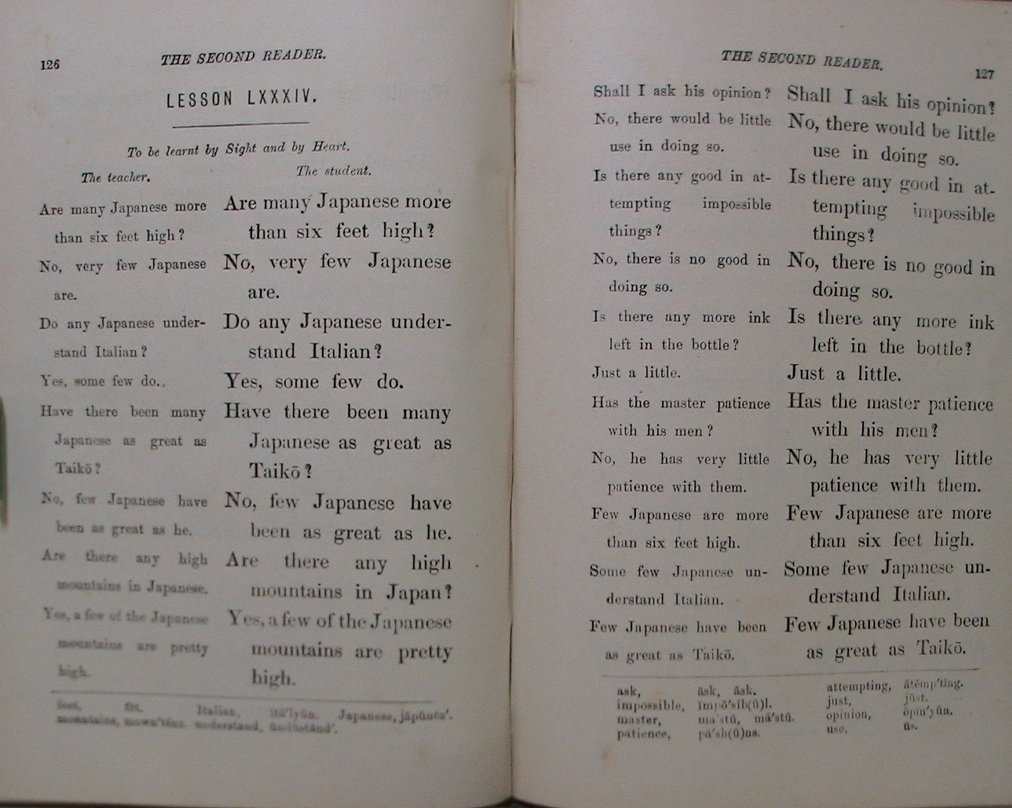 126
THE SECOND READER.
LESSON LXXXIV.
To be learnt by Sight and by Heart.
The teacher.
The student.
Are many Japanese more
than six feet high?
No, very few Japanese
are.
Do any Japanese under-
stand Italian?
Yes, some few do..
Have there been many
Japanese as great as
Taikō?
No, few Japanese have
been as great as he.
Are there any high
mountains in Japanese.
Yes, a few of the Japanese
mountains are pretty
high.
Are many Japanese more
than six feet high?
No, very few Japanese
are.
Do any Japanese under-
stand Italian?
Yes, some few do.
Have there been many
Japanese as great as
Taikō?
No, few Japanese have
been as great as he.
Are there any high
mountains in Japan?
Yes, a few of the Japanese
mountains are pretty
high.
feet, Italian, Japanese,
mountains, understand,
THE SECOND READER.
127
Shall I ask his opinion?
No, there would be little
use in doing so.
Is there any good in at-
tempting impossible
things?
No, there is no good in
doing so.
Is there any more ink
left in the bottle?
Just a little.
Has the master patience
with his men?
No, he has very little
patience with them.
Few Japanese are more
than six feet high.
Some few Japanese un-
derstand Italian.
Few Japanese have been
as great as Taikō.
Shall I ask his opinion?
No, there would be little
use in doing so.
Is there any good in at-
tempting impossible
things?
No, there is no good in
doing so.
Is there any more ink
left in the bottle?
Just a little.
Has the master patience
with his men?
No, he has very little
patience with them.
Few Japanese are more
than six feet high.
Some few Japanese un-
derstand Italian.
Few Japanese have been
as great as Taikō.
ask, attempting,
impossible, just,
master, opinion,
patience, use,